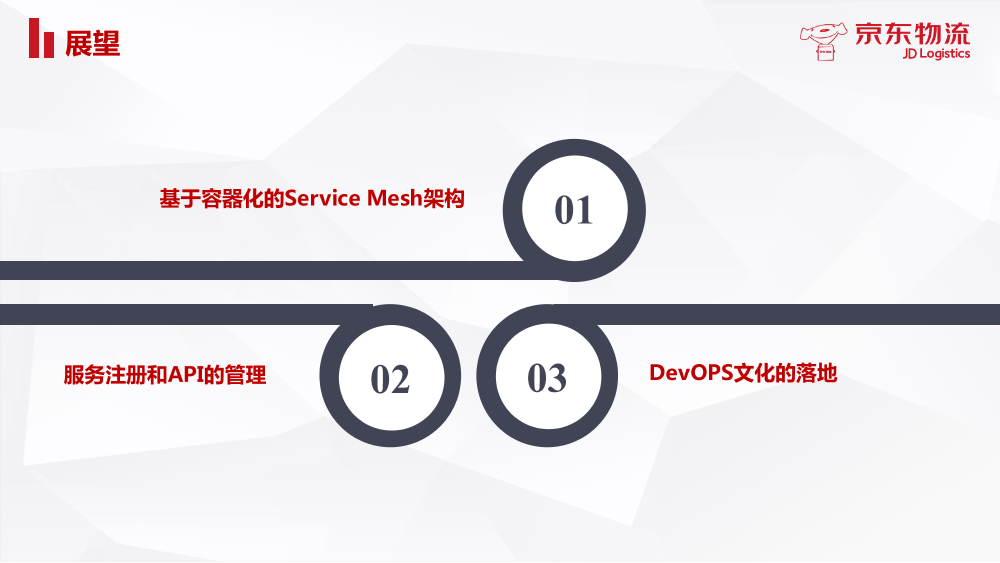 展望
京东物流
JD Logistics
基于容器化的Service Mesh架构
01
服务注册和API的管理
02
03
DevOPS文化的落地